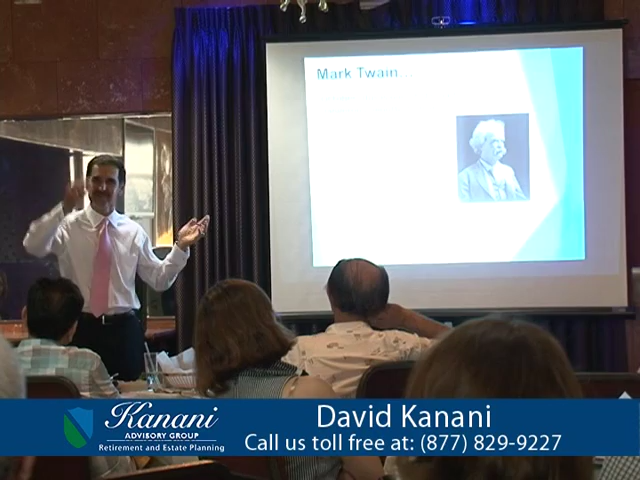 Mark Twain...
Kanani
ADVISORY GROUP
Retirement and Estate Planning
David Kanani
Call us toll free at: (877) 829-9227